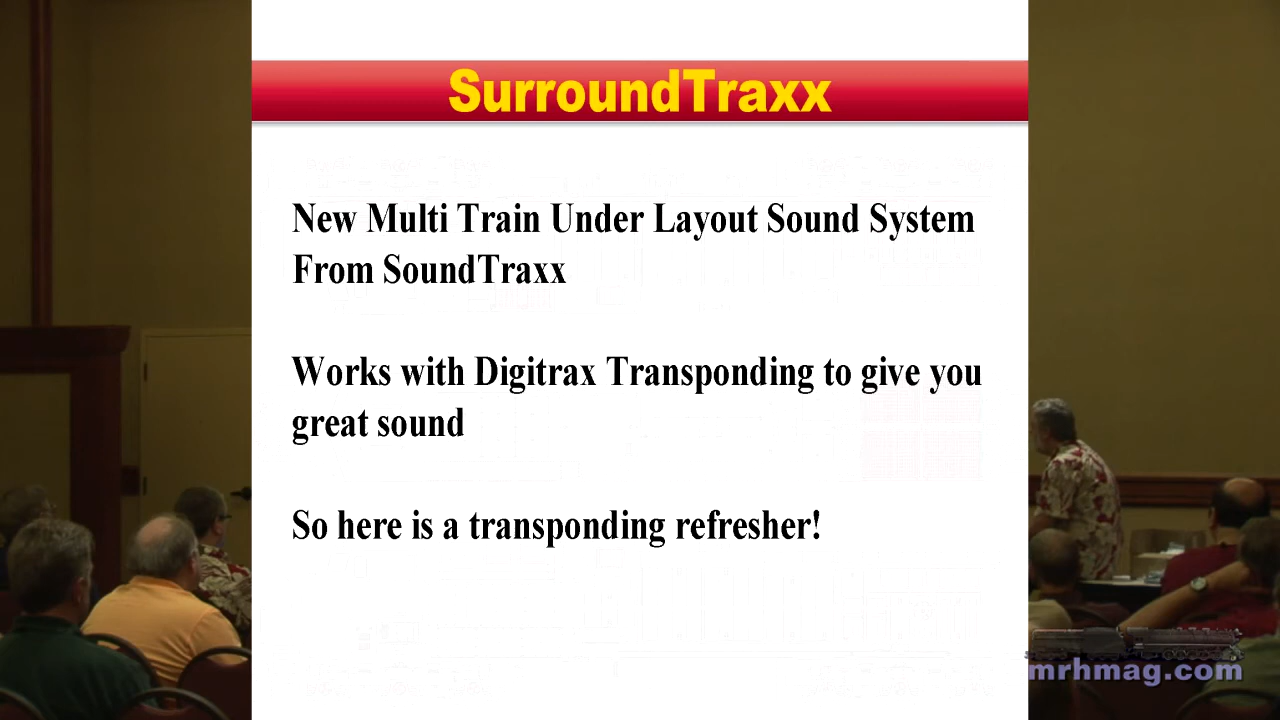 SurroundTraxx
New Multi Train Under Layout Sound System
From SoundTraxx
Works with Digitrax Transponding to give you
great sound
So here is a transponding refresher!
mrhmag.com